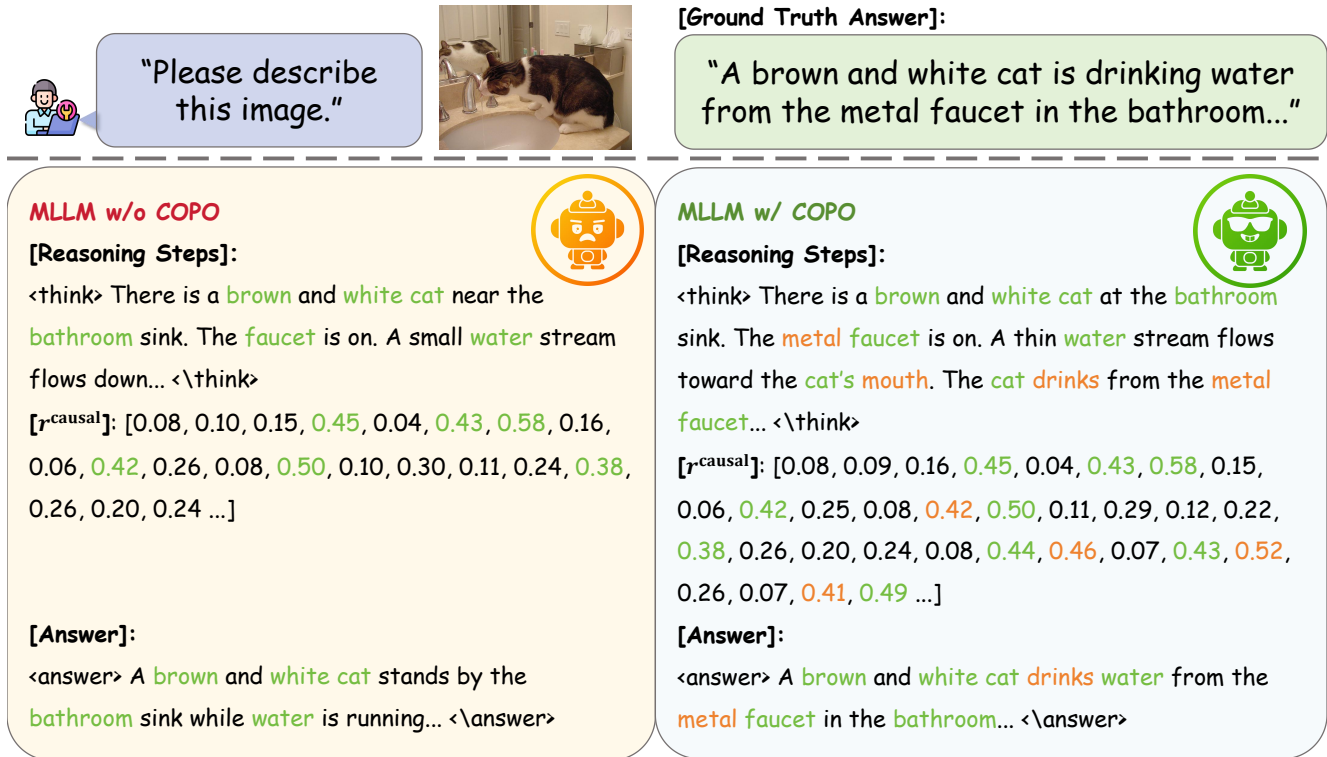 “Please describe
this image.”
[Ground Truth Answer]:
“A brown and white cat is drinking water
from the metal faucet in the bathroom...”
MLLM w/o COPO
[Reasoning Steps]:
<think> There is a brown and white cat near the
bathroom sink. The faucet is on. A small water stream
flows down... <\think>
[r^causal]: [0.08, 0.10, 0.15, 0.45, 0.04, 0.43, 0.58, 0.16,
0.06, 0.42, 0.26, 0.08, 0.50, 0.10, 0.30, 0.11, 0.24, 0.38,
0.26, 0.20, 0.24 ...]
[Answer]:
<answer> A brown and white cat stands by the
bathroom sink while water is running... <\answer>
MLLM w/ COPO
[Reasoning Steps]:
<think> There is a brown and white cat at the bathroom
sink. The metal faucet is on. A thin water stream flows
toward the cat’s mouth. The cat drinks from the metal
faucet... <\think>
[r^causal]: [0.08, 0.09, 0.16, 0.45, 0.04, 0.43, 0.58, 0.15,
0.06, 0.42, 0.25, 0.08, 0.42, 0.50, 0.11, 0.29, 0.12, 0.22,
0.38, 0.26, 0.20, 0.24, 0.08, 0.44, 0.46, 0.07, 0.43, 0.52,
0.26, 0.07, 0.41, 0.49 ...]
[Answer]:
<answer> A brown and white cat drinks water from the
metal faucet in the bathroom... <\answer>